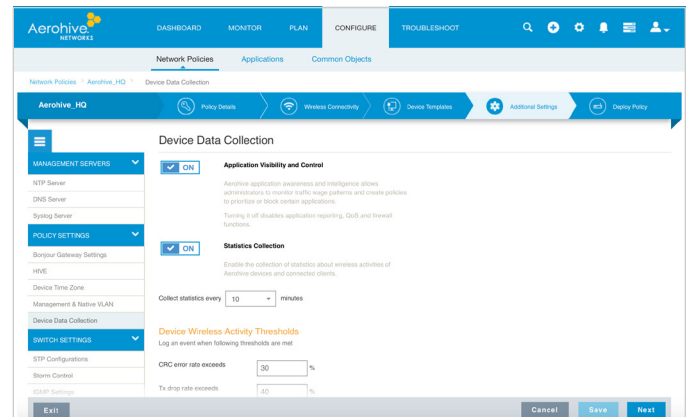 Aerohive
NETWORKS
DASHBOARD
MONITOR
PLAN
CONFIGURE
TROUBLESHOOT
Network Policies
Applications
Common Objects
Network Policies
Aerohive_HQ
Device Data Collection
Aerohive_HQ
Policy Details
Wireless Connectivity
Device Templates
Additional Settings
Deploy Policy
MANAGEMENT SERVERS
NTP Server
DNS Server
Syslog Server
POLICY SETTINGS
Bonjour Gateway Settings
HIVE
Device Time Zone
Management & Native VLAN
Device Data Collection
SWITCH SETTINGS
STP Configurations
Storm Control
IGMP Settings
Device Data Collection
ON
Application Visibility and Control
Aerohive application awareness and intelligence allows
administrators to monitor traffic wage patterns and create policies
to prioritize or block certain applications.
Turning it off disables application reporting, QoS and firewall
functions.
ON
Statistics Collection
Enable the collection of statistics about wireless activities of
Aerohive devices and connected clients.
Collect statistics every 10 minutes
Device Wireless Activity Thresholds
Log an event when following thresholds are met
CRC error rate exceeds 30 %
Tx drop rate exceeds 40 %
Exit
Cancel
Save
Next